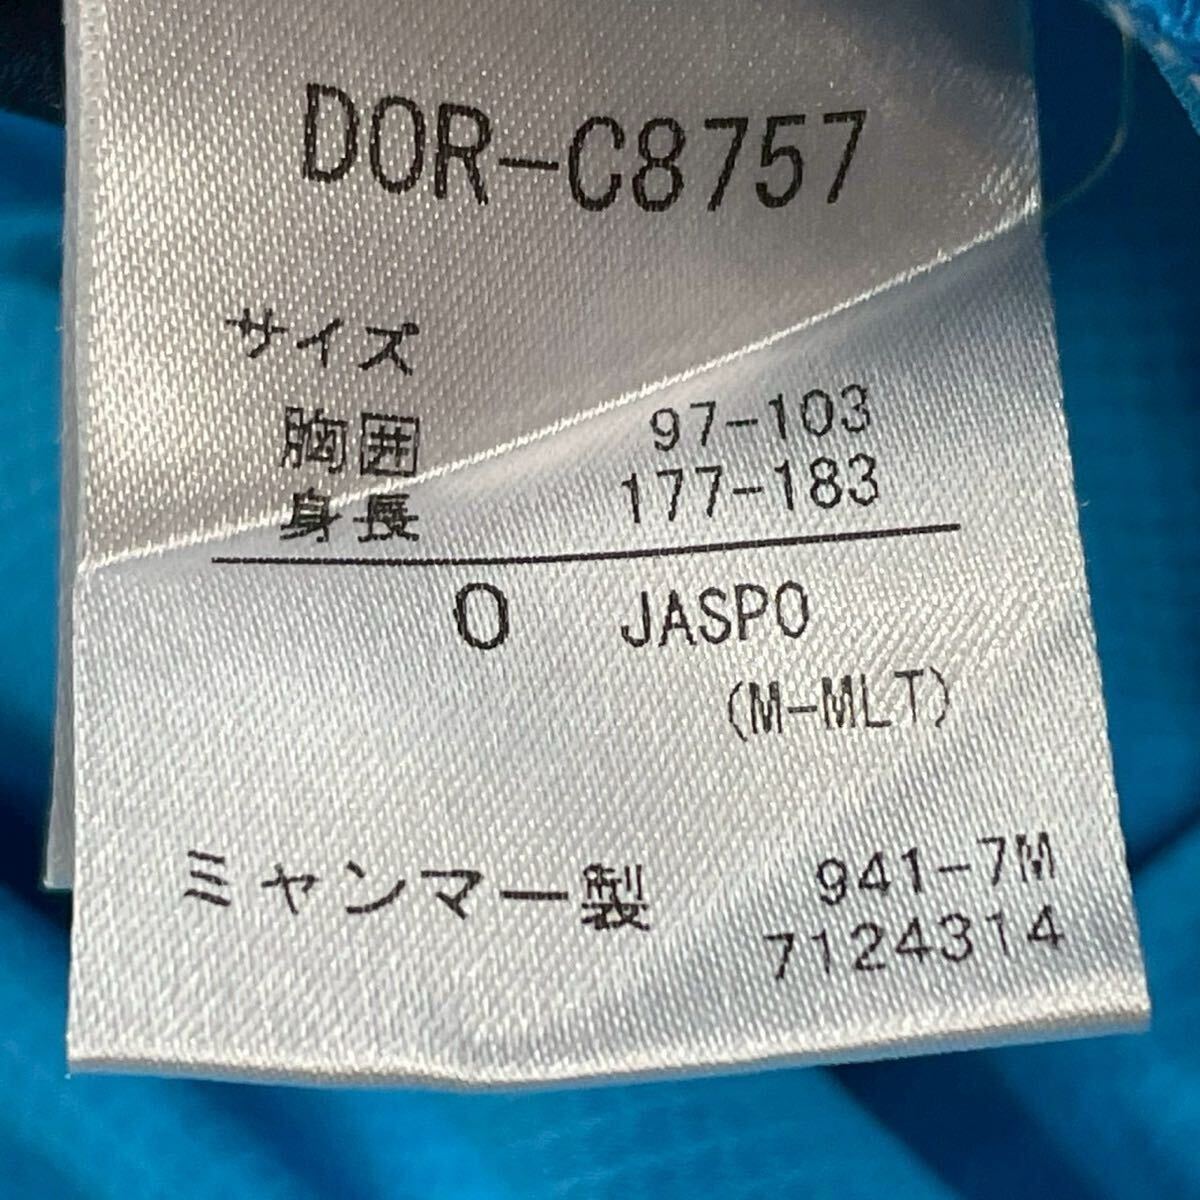 DOR-C8757
サイズ
胸囲 97-103
身長 177-183
O JASPO
(M-MLT)
ミャンマー製 941-7M
7124314